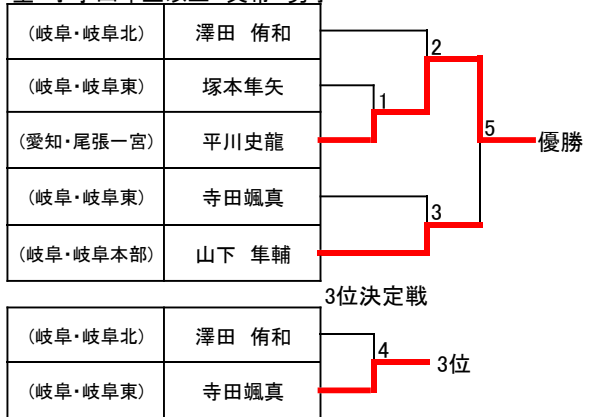 (岐阜・岐阜北) 澤田 侑和
2
(岐阜・岐阜東) 塚本隼矢
1
(愛知・尾張一宮) 平川史龍
5
優勝
(岐阜・岐阜東) 寺田颯真
3
(岐阜・岐阜本部) 山下 隼輔
3位決定戦
(岐阜・岐阜北) 澤田 侑和
4
3位
(岐阜・岐阜東) 寺田颯真